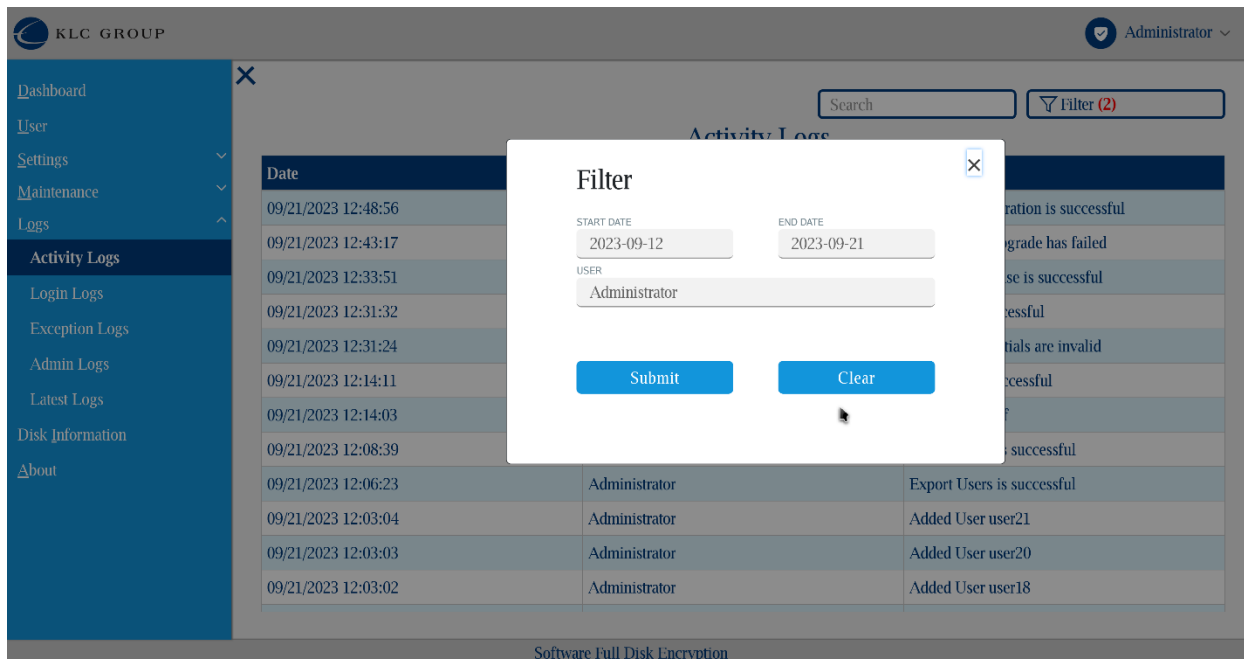 KLC GROUP
Administrator
Dashboard
User
Settings
Maintenance
Logs
Activity Logs
Login Logs
Exception Logs
Admin Logs
Latest Logs
Disk Information
About
Search
Filter (2)
Activity Logs
Date
09/21/2023 12:48:56 ration is successful
09/21/2023 12:43:17 grade has failed
09/21/2023 12:33:51 se is successful
09/21/2023 12:31:32 essful
09/21/2023 12:31:24 tials are invalid
09/21/2023 12:14:11 cessful
09/21/2023 12:14:03
09/21/2023 12:08:39 successful
09/21/2023 12:06:23 Administrator Export Users is successful
09/21/2023 12:03:04 Administrator Added User user21
09/21/2023 12:03:03 Administrator Added User user20
09/21/2023 12:03:02 Administrator Added User user18
Filter
START DATE END DATE
2023-09-12 2023-09-21
USER
Administrator
Submit Clear
Software Full Disk Encryption